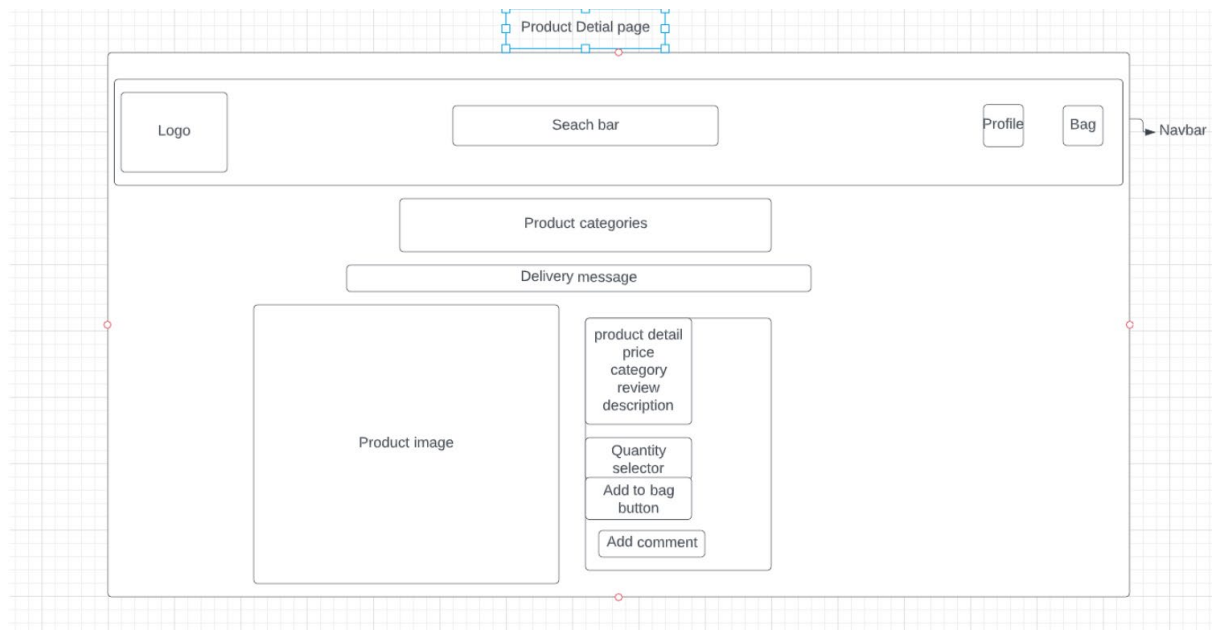 Product Detial page
Logo
Seach bar
Profile
Bag
Navbar
Product categories
Delivery message
Product image
product detail
price
category
review
description
Quantity
selector
Add to bag
button
Add comment